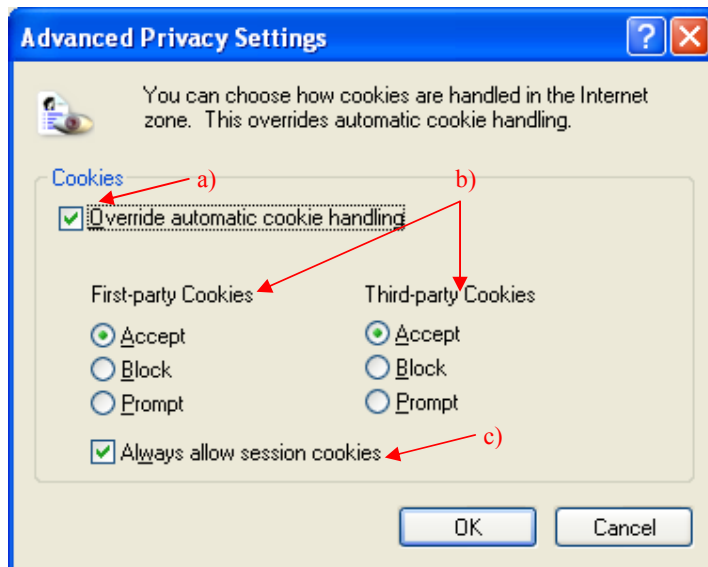 Advanced Privacy Settings
You can choose how cookies are handled in the Internet
zone. This overrides automatic cookie handling.
Cookies
a)
b)
Override automatic cookie handling
First-party Cookies
Third-party Cookies
Accept
Accept
Block
Block
Prompt
Prompt
Always allow session cookies
c)
OK
Cancel